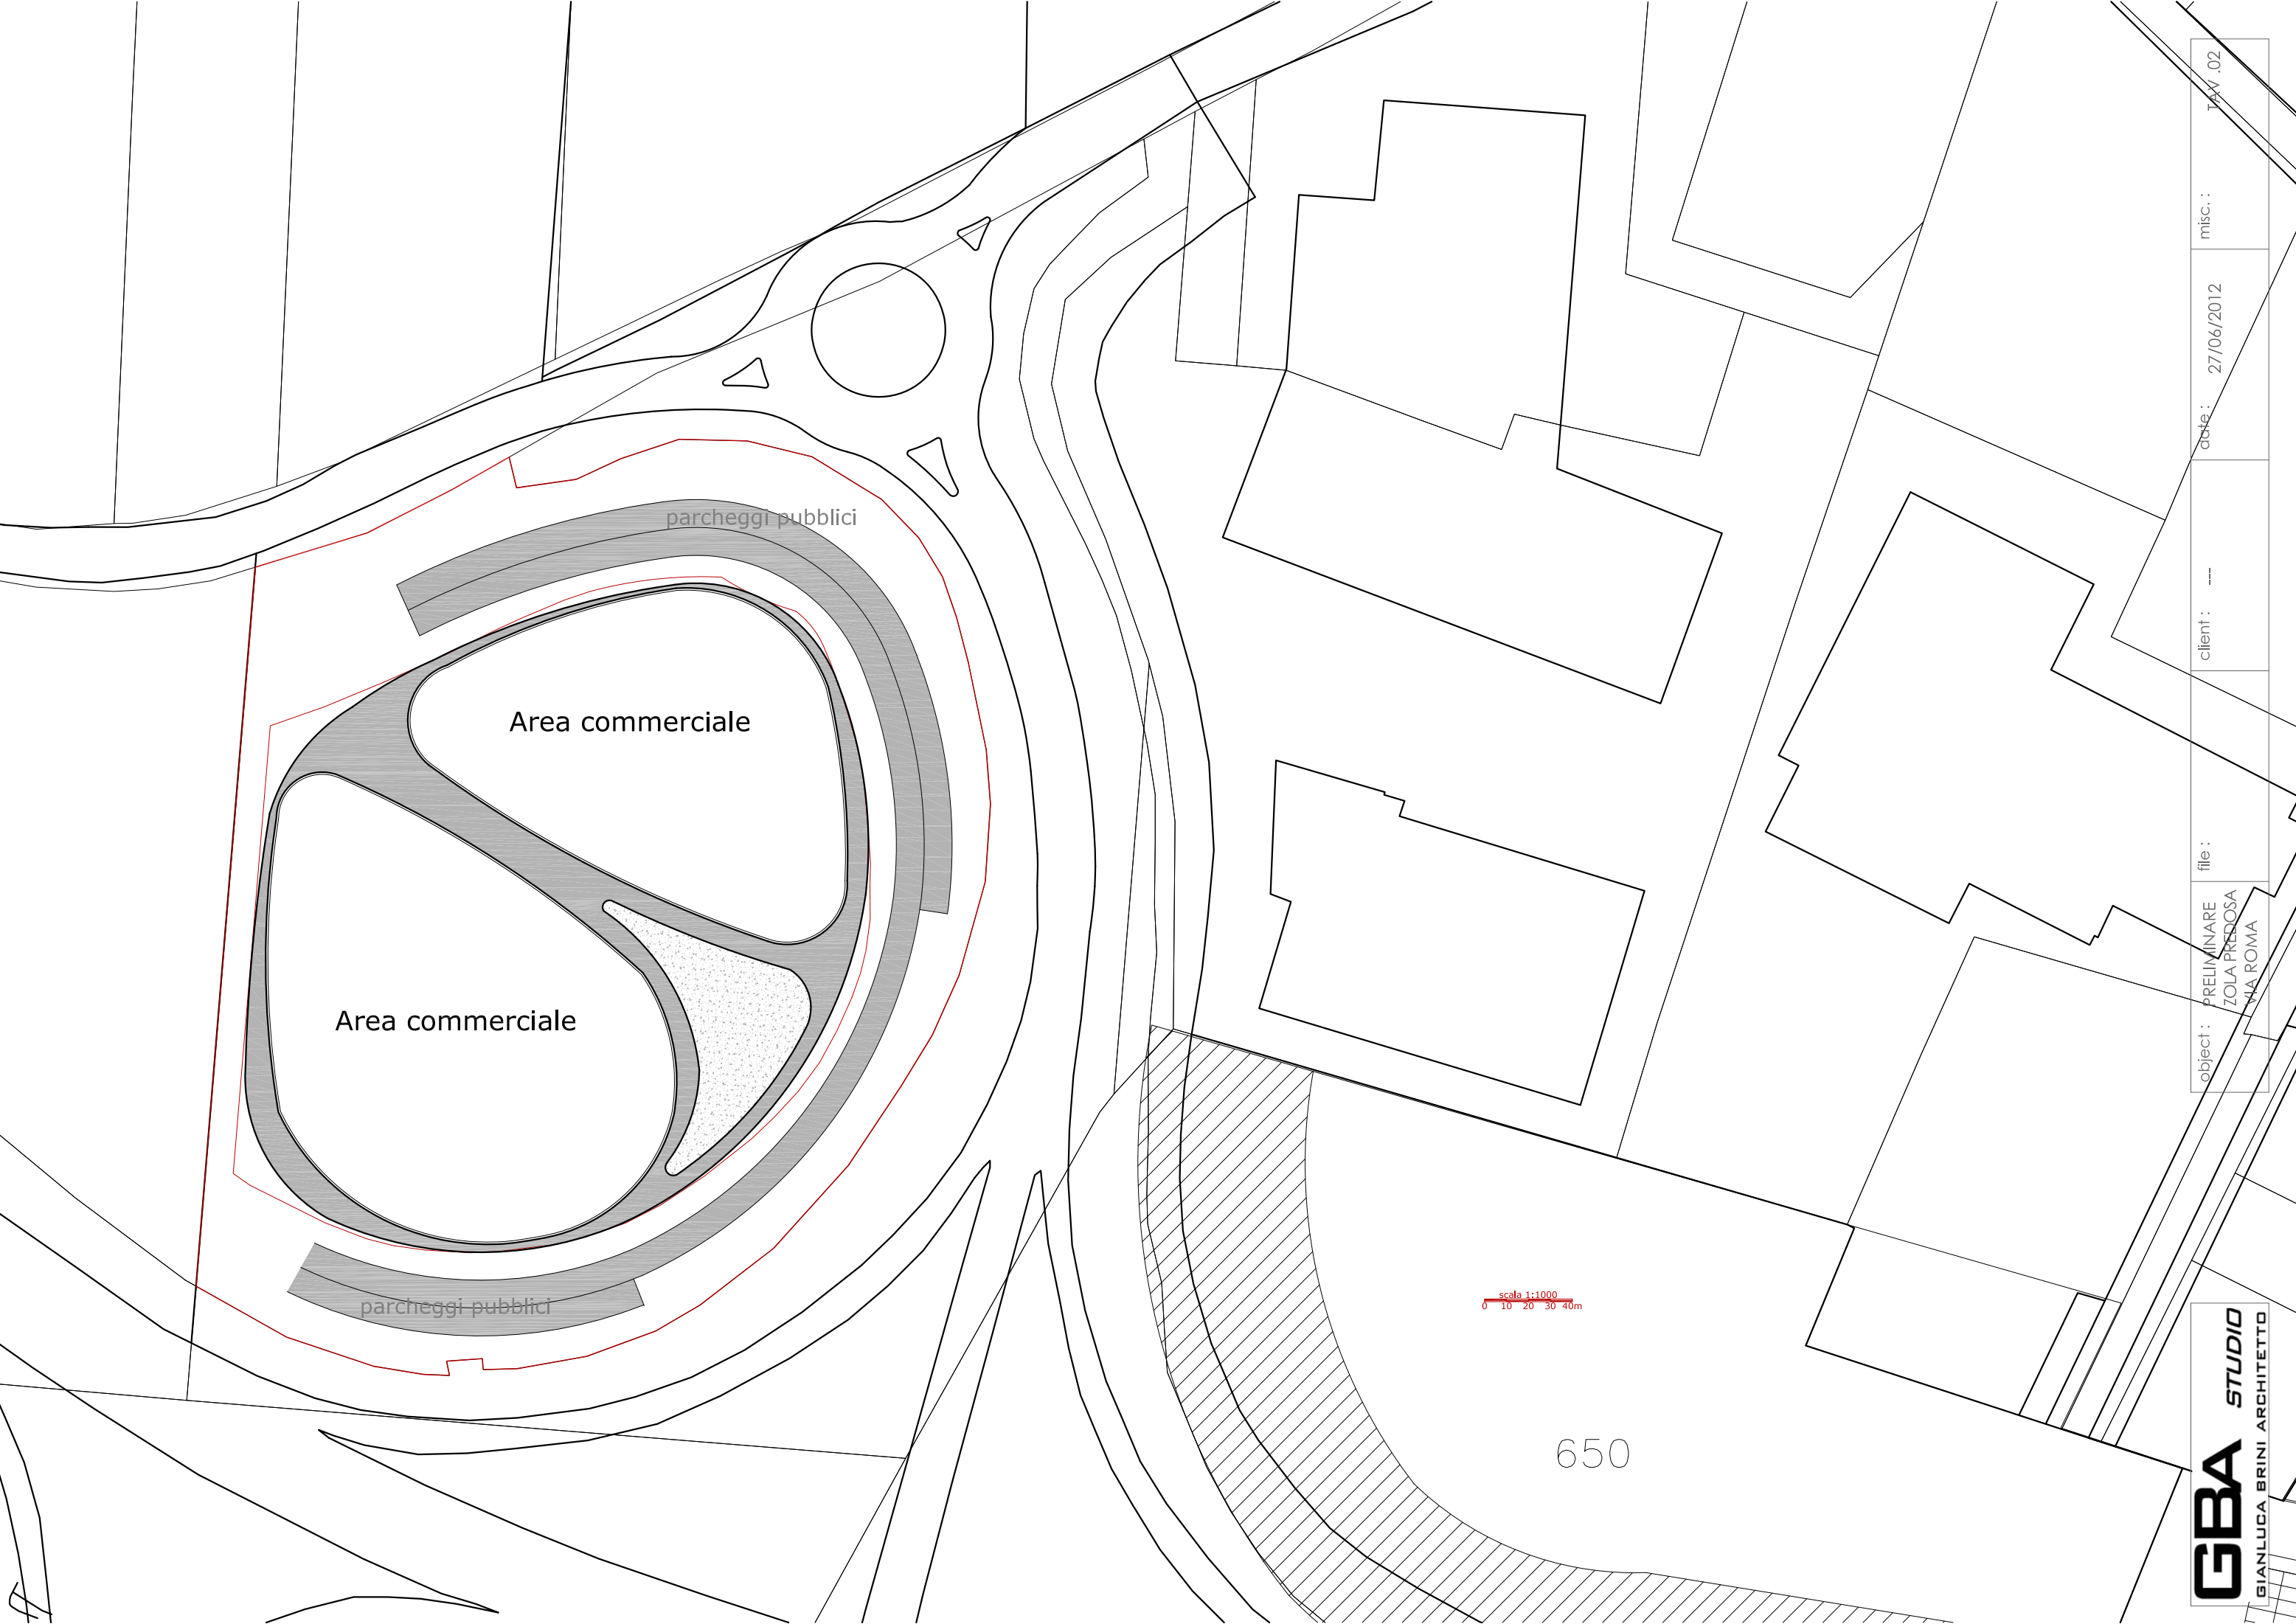 parcheggi pubblici
Area commerciale
Area commerciale
parcheggi pubblici
scala 1:1000
0 10 20 30 40m
650
TAV .02
misc. :
date : 27/06/2012
client : ---
file :
object : PRELIMINARE
ZOLA PREDOSA
VIA ROMA
GBA STUDIO
GIANLUCA BRINI ARCHITETTO